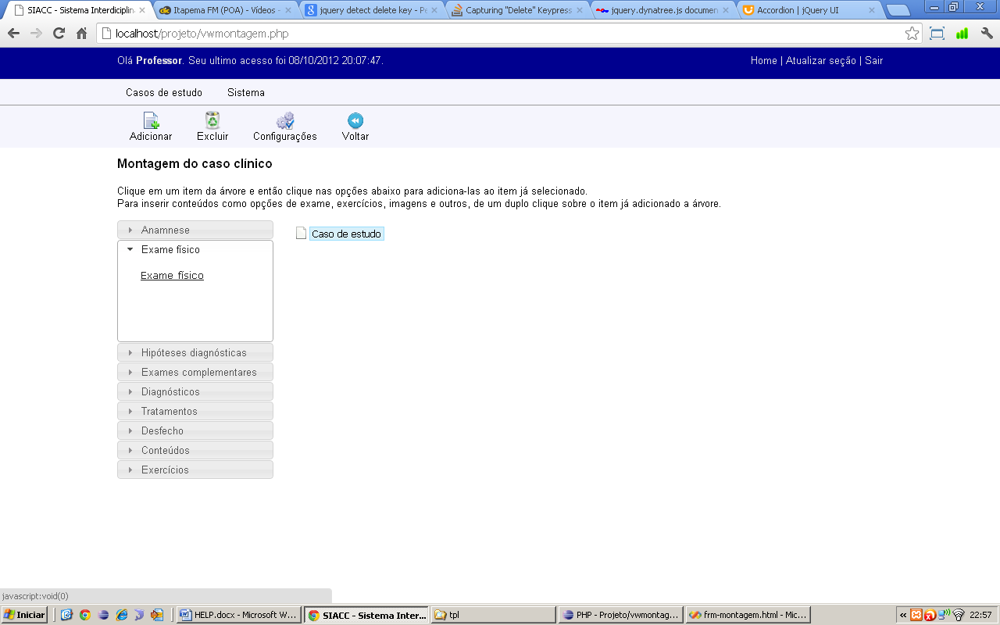 SIACC - Sistema Interdiciplin
Itapema FM (POA) - Vídeos -
jquery detect delete key - Pe
Capturing "Delete" Keypress
jquery.dynatree.js documen
Accordion | jQuery UI
localhost/projeto/vwmontagem.php
Olá Professor. Seu ultimo acesso foi 08/10/2012 20:07:47.
Home | Atualizar seção | Sair
Casos de estudo Sistema
Adicionar Excluir Configurações Voltar
Montagem do caso clínico
Clique em um item da árvore e então clique nas opções abaixo para adiciona-las ao item já selecionado.
Para inserir conteúdos como opções de exame, exercícios, imagens e outros, de um duplo clique sobre o item já adicionado a árvore.
Anamnese
Caso de estudo
Exame físico
Exame físico
Hipóteses diagnósticas
Exames complementares
Diagnósticos
Tratamentos
Desfecho
Conteúdos
Exercícios
javascript:void(0)
Iniciar
HELP.docx - Microsoft W...
SIACC - Sistema Inter...
tpl
PHP - Projeto/vwmontag...
frm-montagem.html - Mic...
22:57